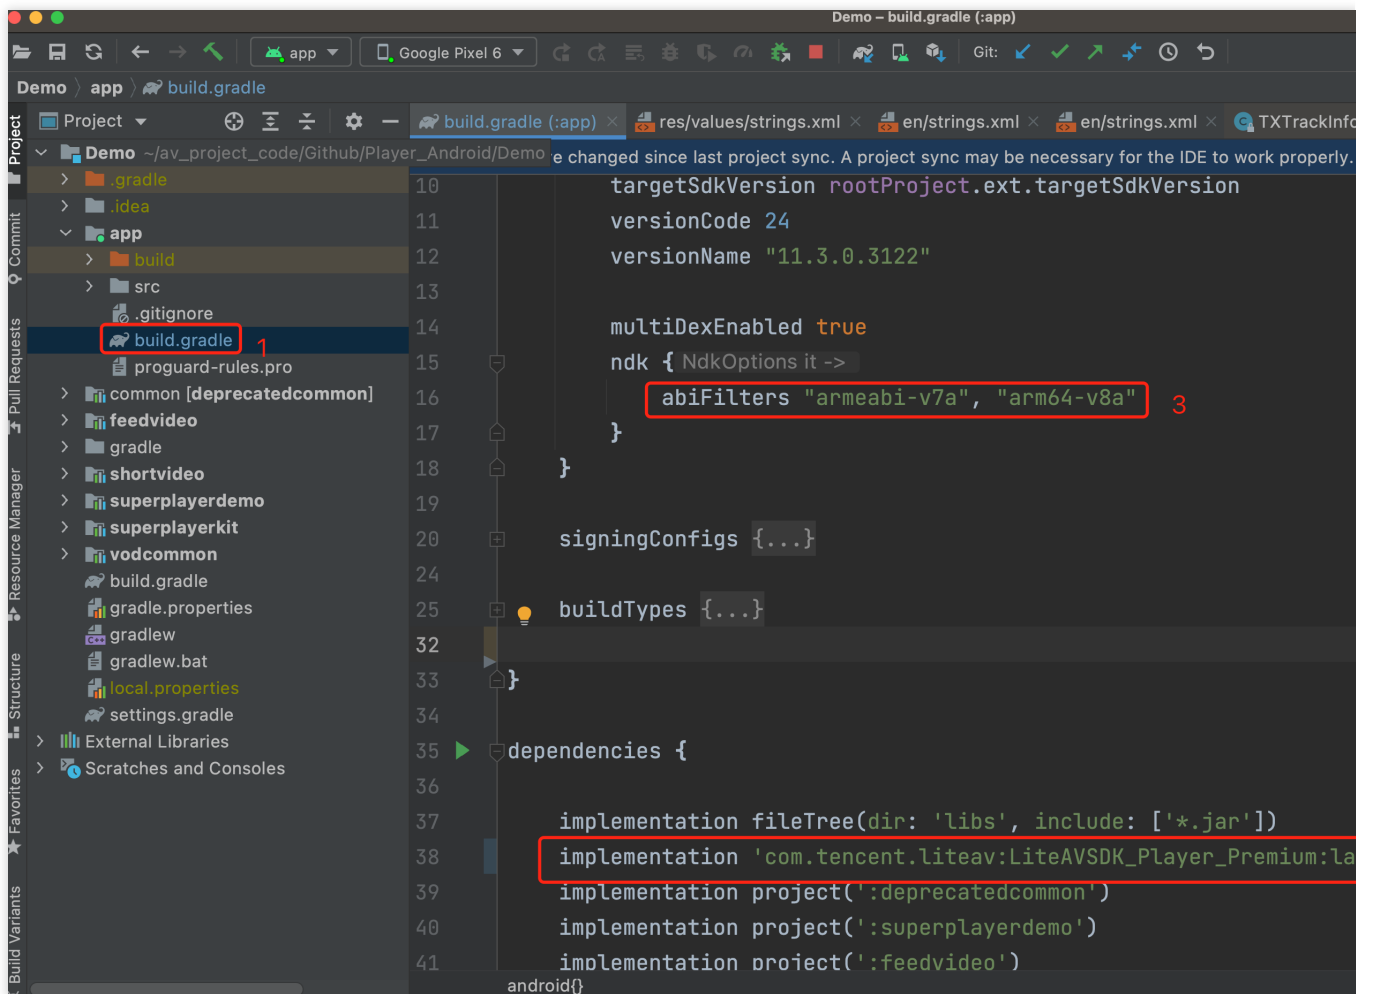 Demo – build.gradle (:app)
app
Google Pixel 6
Git:
Demo
app
build.gradle
Project
build.gradle (:app)
res/values/strings.xml
en/strings.xml
en/strings.xml
Project
Commit
Pull Requests
Resource Manager
Structure
Favorites
Build Variants
Demo ~/av_project_code/Github/Player_Android/Demo
.gradle
.idea
app
build
src
.gitignore
build.gradle
1
proguard-rules.pro
common [deprecatedcommon]
feedvideo
gradle
shortvideo
superplayerdemo
superplayerkit
vodcommon
build.gradle
gradle.properties
gradlew
gradlew.bat
local.properties
settings.gradle
External Libraries
Scratches and Consoles
changed since last project sync. A project sync may be necessary for the IDE to work properly.
10 targetSdkVersion rootProject.ext.targetSdkVersion
11 versionCode 24
12 versionName "11.3.0.3122"
13
14 multiDexEnabled true
15 ndk { NdkOptions it ->
16 abiFilters "armeabi-v7a", "arm64-v8a"
3
17 }
18 }
19
20 signingConfigs {...}
24
25 buildTypes {...}
32
33 }
34
35 dependencies {
36
37 implementation fileTree(dir: 'libs', include: ['*.jar'])
38 implementation 'com.tencent.liteav:LiteAVSDK_Player_Premium:la
39 implementation project(':deprecatedcommon')
40 implementation project(':superplayerdemo')
41 implementation project(':feedvideo')
android{}